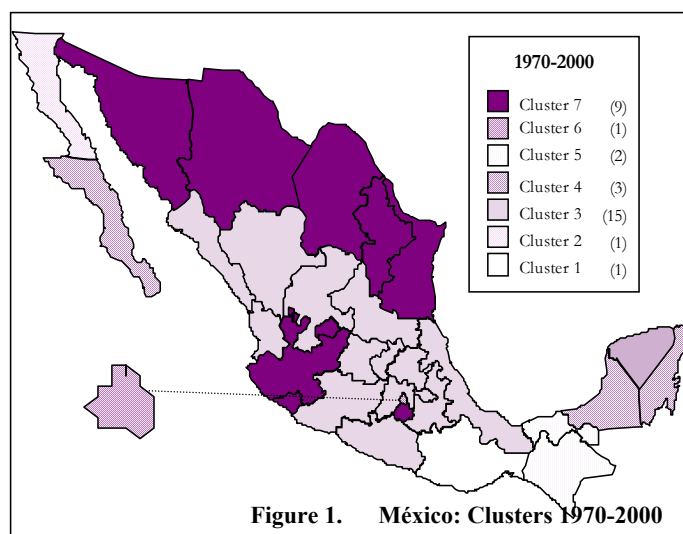 1970-2000
Cluster 7 (9)
Cluster 6 (1)
Cluster 5 (2)
Cluster 4 (3)
Cluster 3 (15)
Cluster 2 (1)
Cluster 1 (1)
Figure 1. México: Clusters 1970-2000